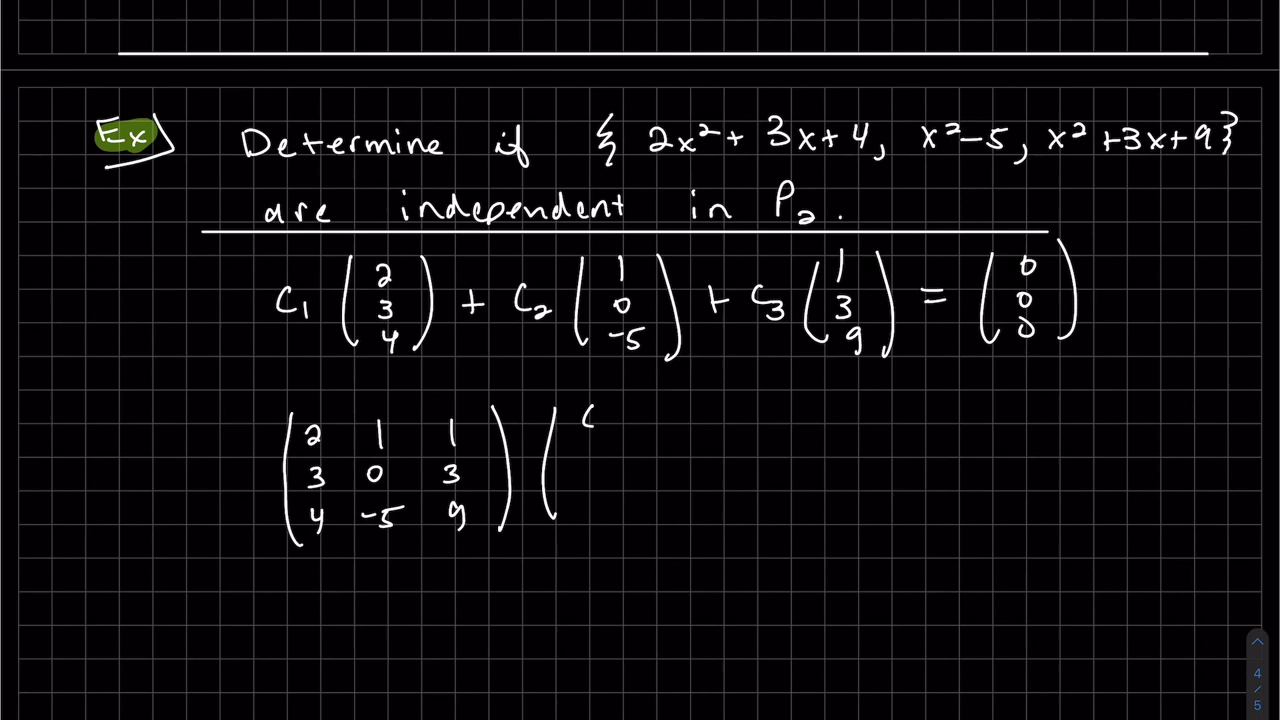 Ex Determine if { 2x² + 3x + 4, x² - 5, x² + 3x + 9 }
are independent in P₂.
C₁ (2 3 4) + C₂ (1 0 -5) + C₃ (1 3 9) = (0 0 0)
2 1 1 C
3 0 3
4 -5 9
4
/
5